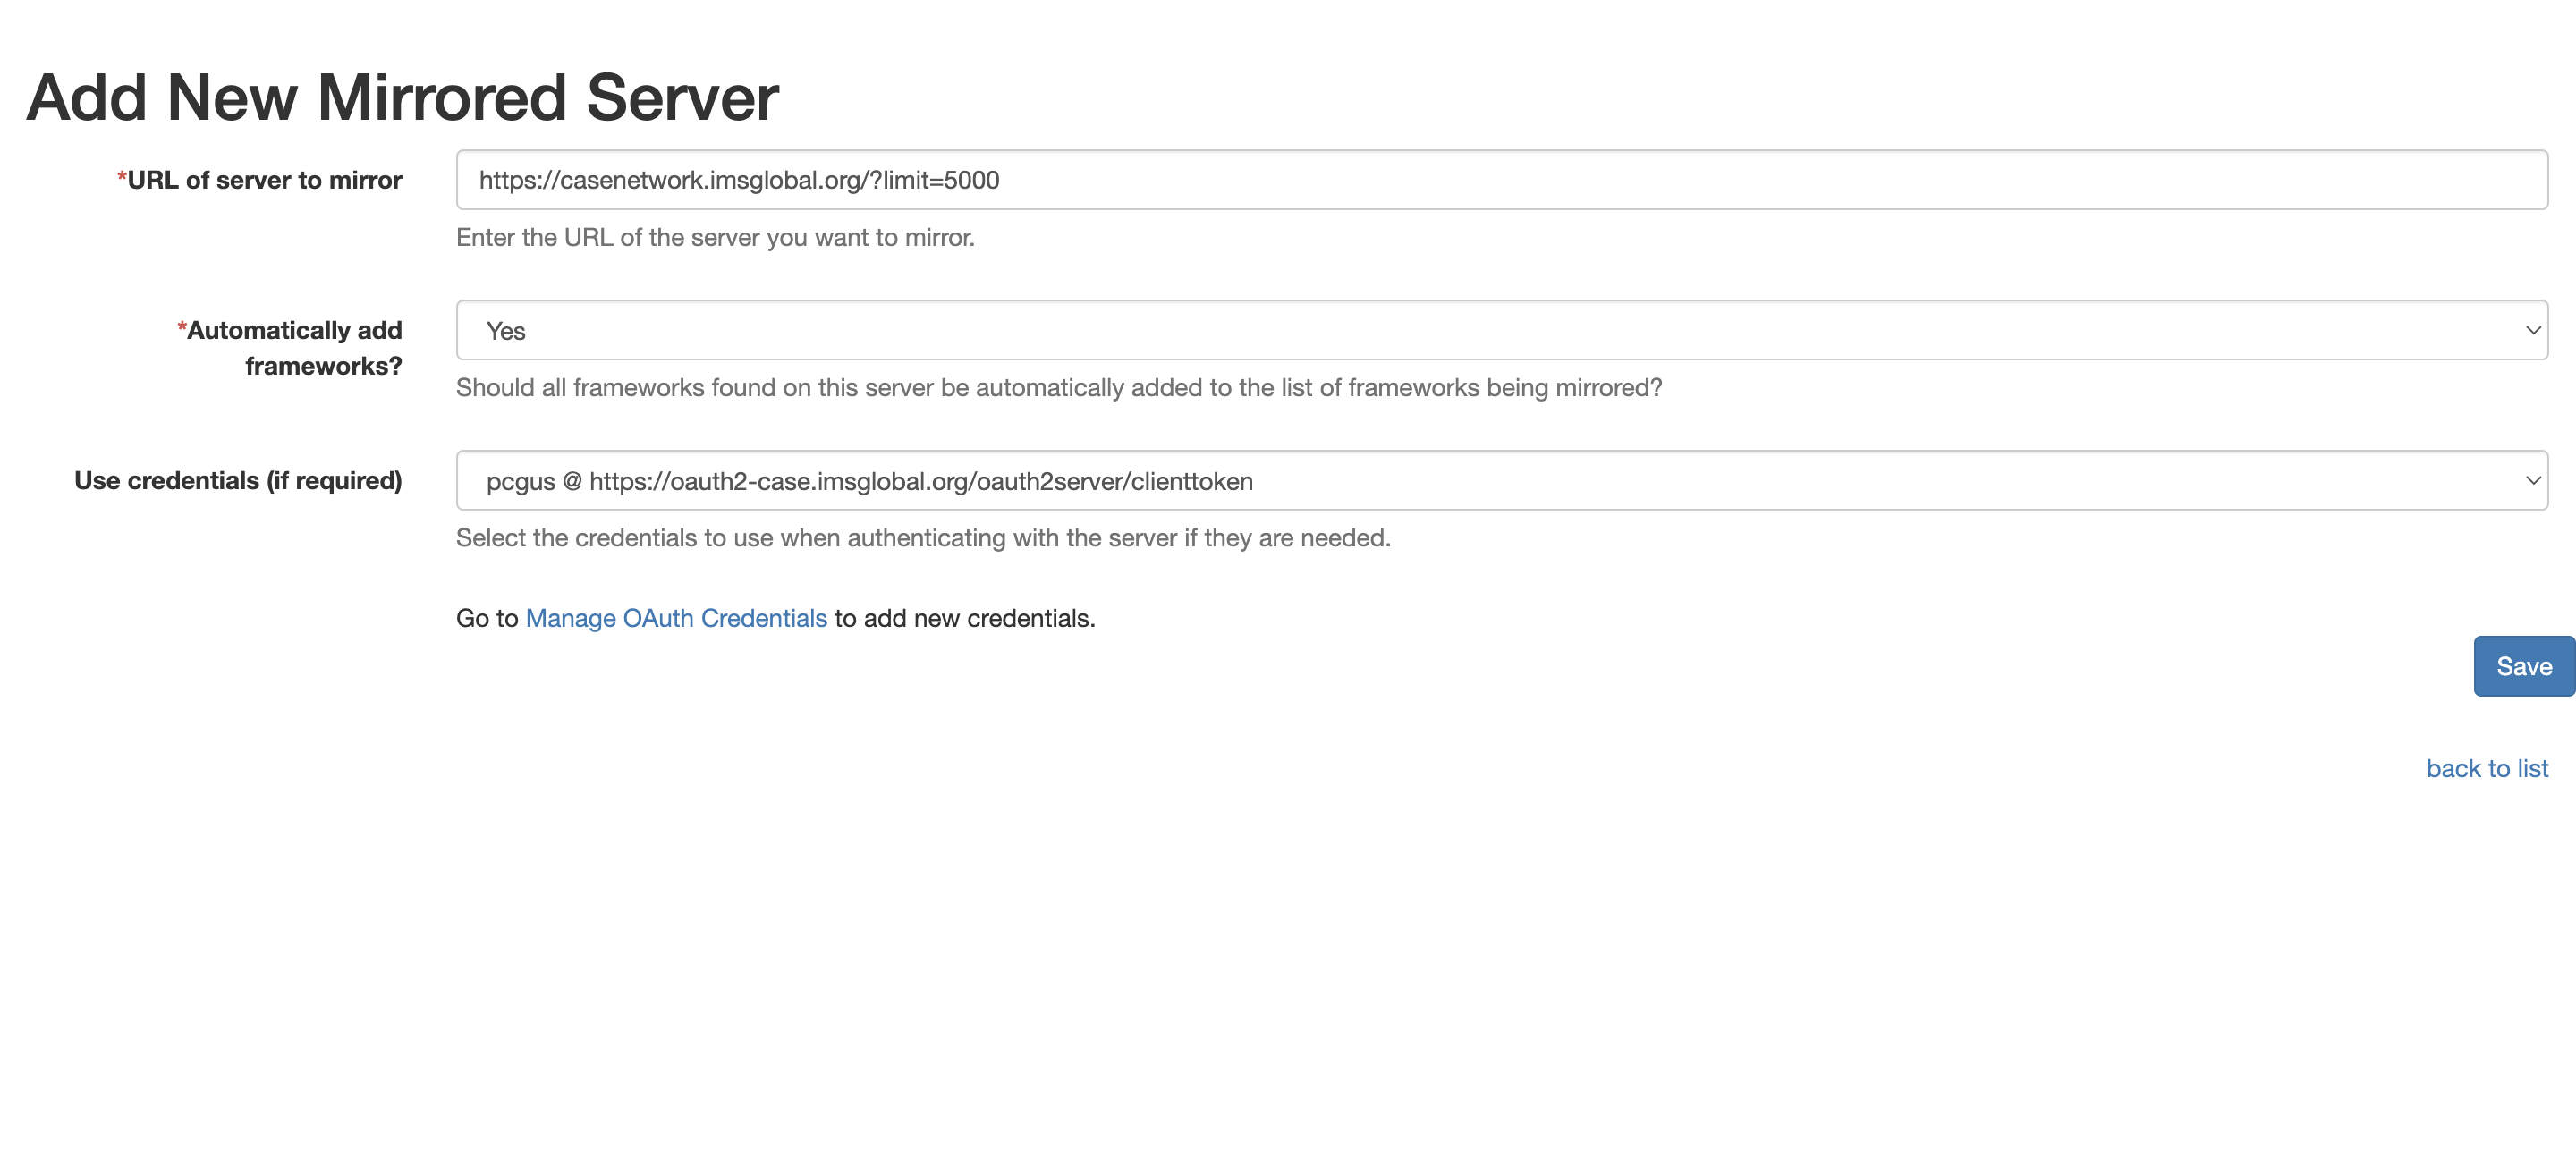 Add New Mirrored Server
*URL of server to mirror
https://casenetwork.imsglobal.org/?limit=5000
Enter the URL of the server you want to mirror.
*Automatically add
frameworks?
Yes
Should all frameworks found on this server be automatically added to the list of frameworks being mirrored?
Use credentials (if required)
pcgus @ https://oauth2-case.imsglobal.org/oauth2server/clienttoken
Select the credentials to use when authenticating with the server if they are needed.
Go to Manage OAuth Credentials to add new credentials.
Save
back to list